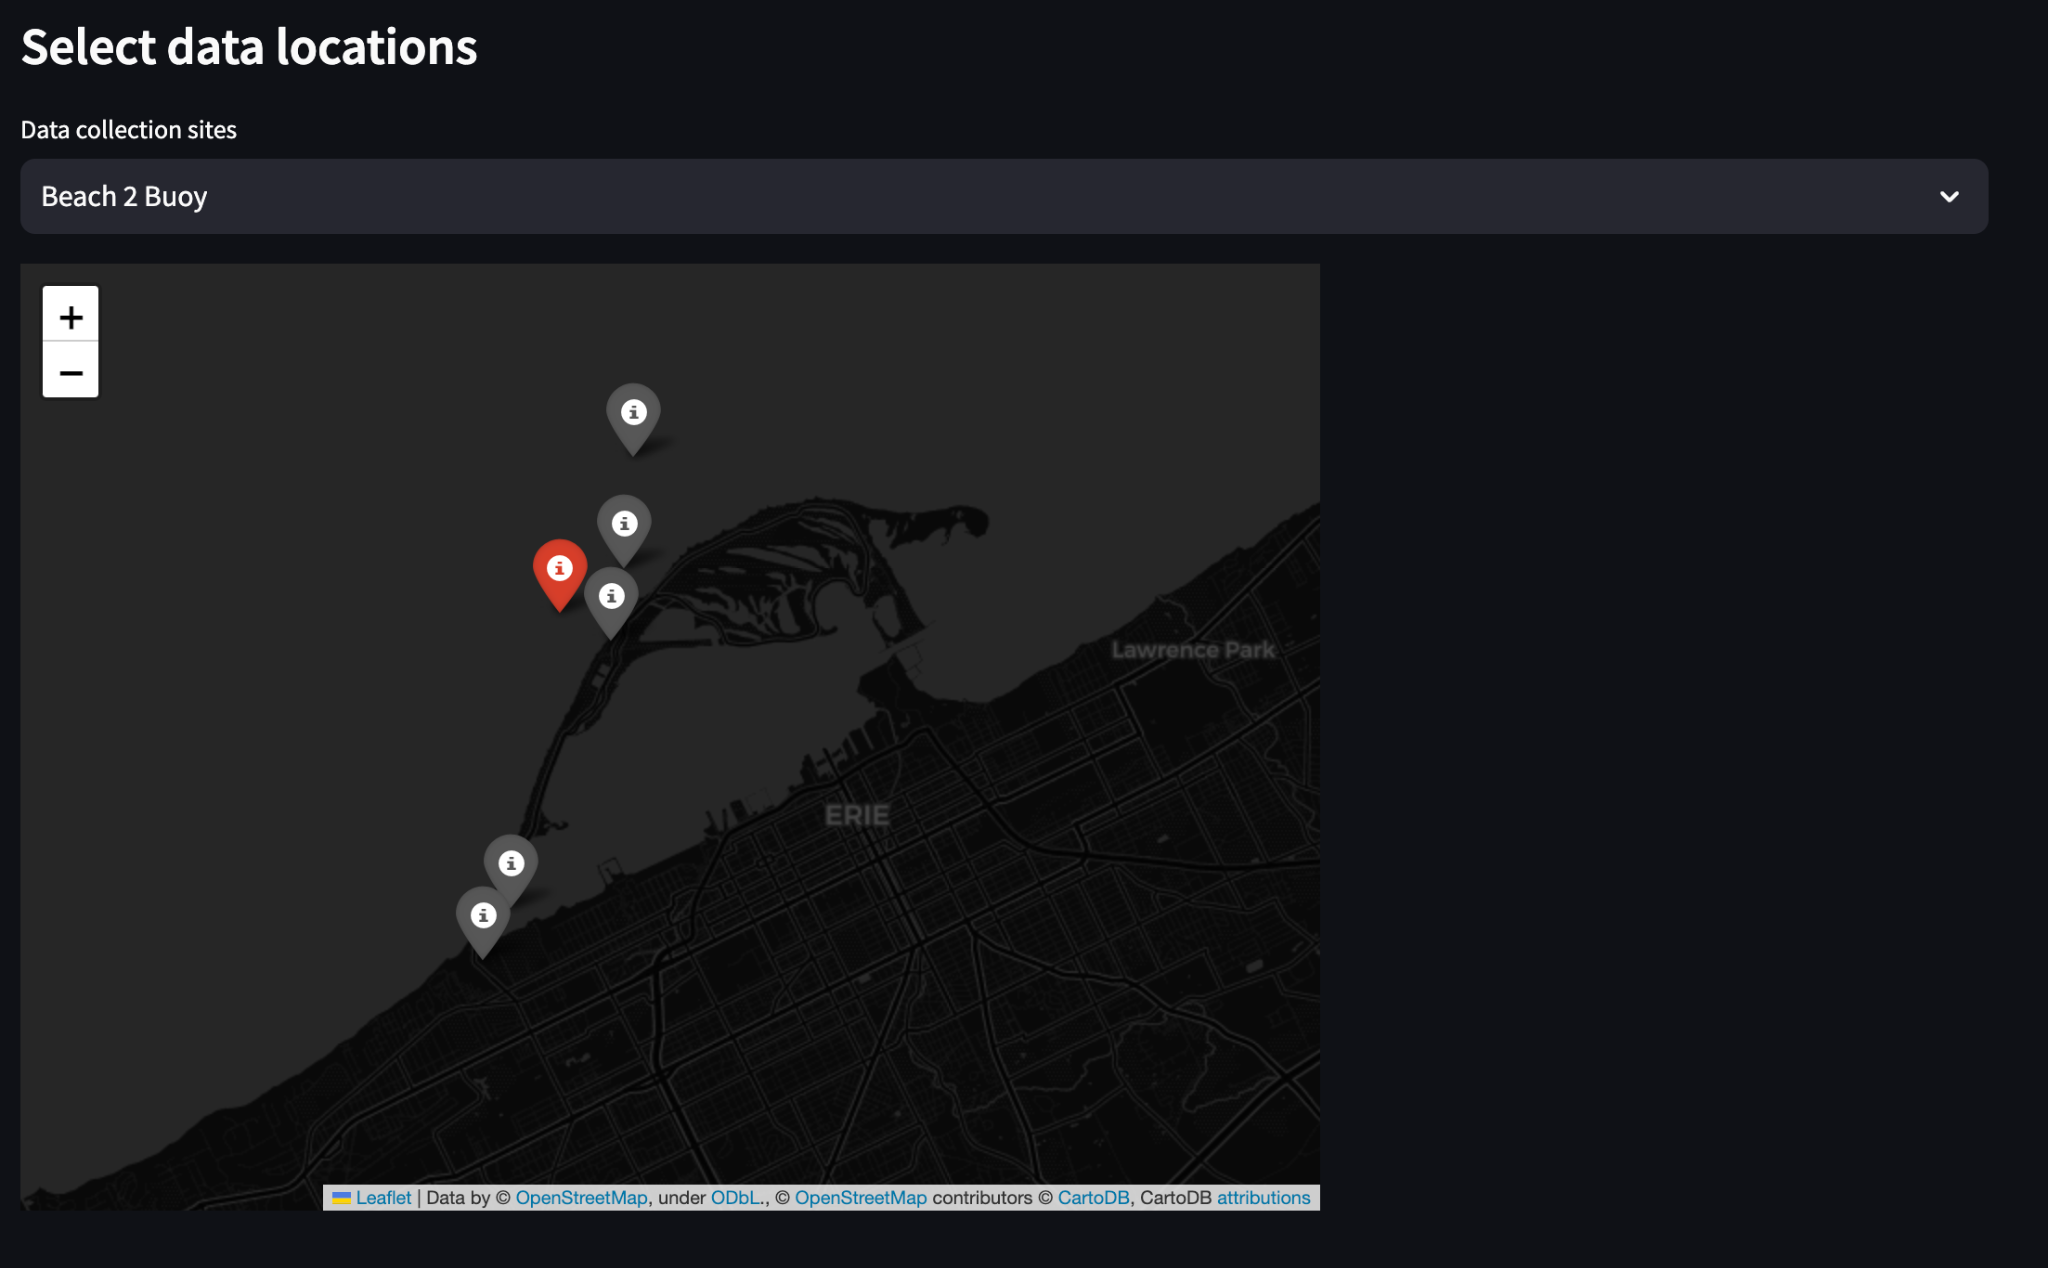 Select data locations
Data collection sites
Beach 2 Buoy
+
−
i
i
i
i
i
i
Lawrence Park
ERIE
Leaflet | Data by © OpenStreetMap, under ODbL., © OpenStreetMap contributors © CartoDB, CartoDB attributions